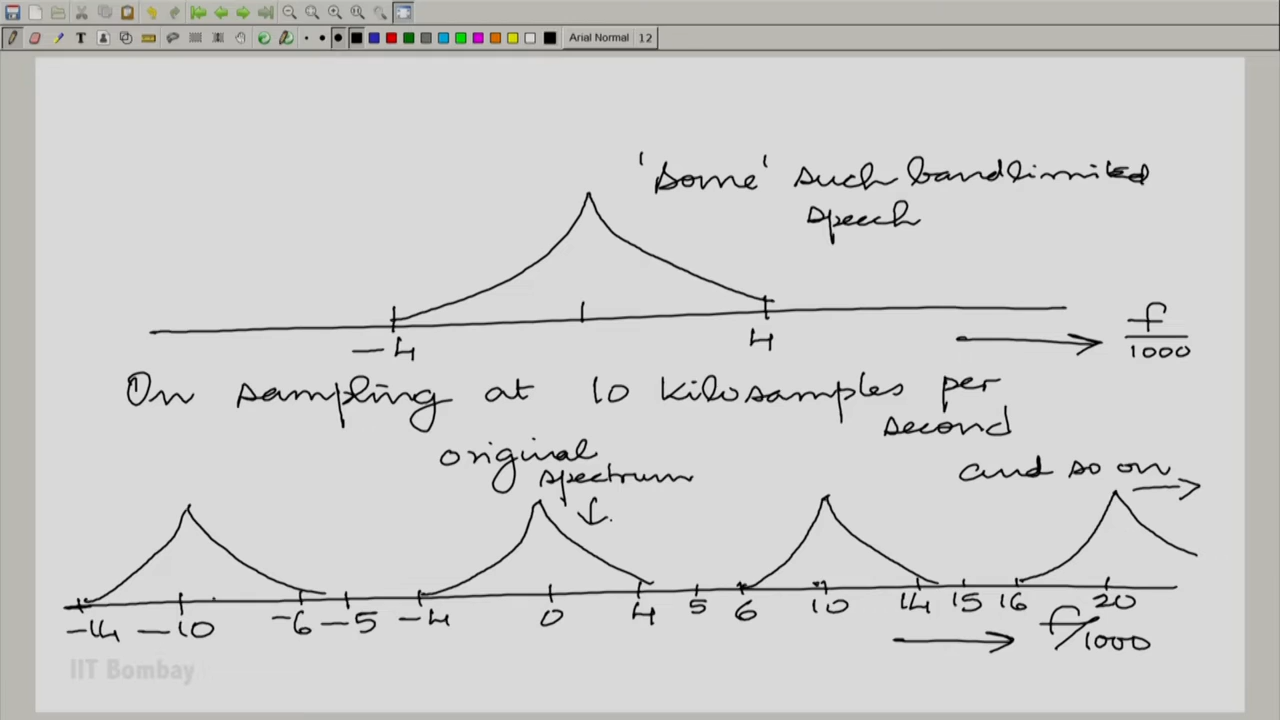 Arial Normal 12
'Some' such bandlimited
speech
-4 4 f/1000
On sampling at 10 kilosamples per
second
original
spectrum
and so on
-14 -10 -6 -5 -4 0 4 5 6 10 14 15 16 20
f/1000
IIT Bombay